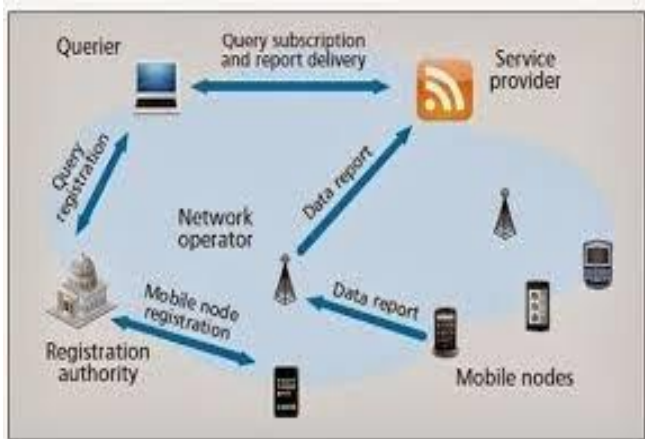 Querier
Query subscription
and report delivery
Service
provider
Query
registration
Data report
Network
operator
Data report
Mobile node
registration
Registration
authority
Mobile nodes